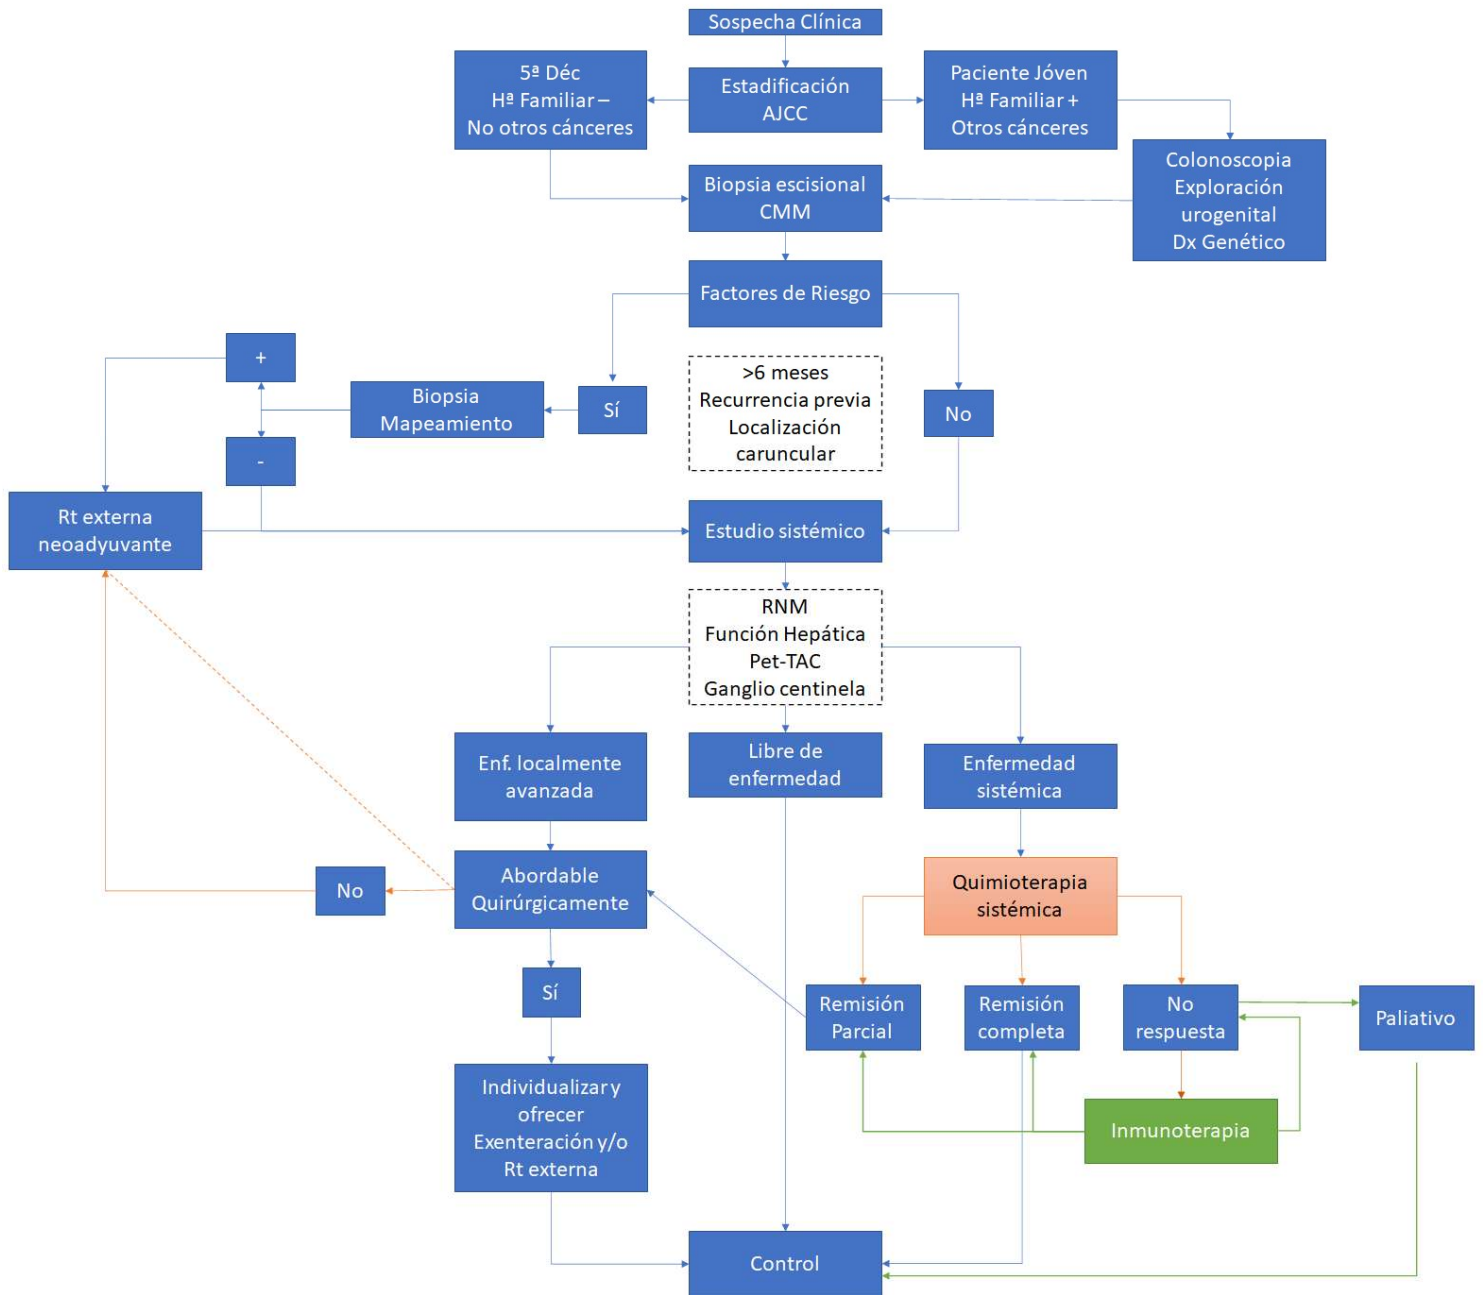 Sospecha Clínica
5ª Déc
Hª Familiar –
No otros cánceres
Estadificación
AJCC
Paciente Jóven
Hª Familiar +
Otros cánceres
Colonoscopia
Exploración
urogenital
Dx Genético
Biopsia escisional
CMM
Factores de Riesgo
+
Biopsia
Mapeamiento
Sí
>6 meses
Recurrencia previa
Localización
caruncular
No
-
Rt externa
neoadyuvante
Estudio sistémico
RNM
Función Hepática
Pet-TAC
Ganglio centinela
Enf. localmente
avanzada
Libre de
enfermedad
Enfermedad
sistémica
No
Abordable
Quirúrgicamente
Quimioterapia
sistémica
Sí
Remisión
Parcial
Remisión
completa
No
respuesta
Paliativo
Individualizar y
ofrecer
Exenteración y/o
Rt externa
Inmunoterapia
Control